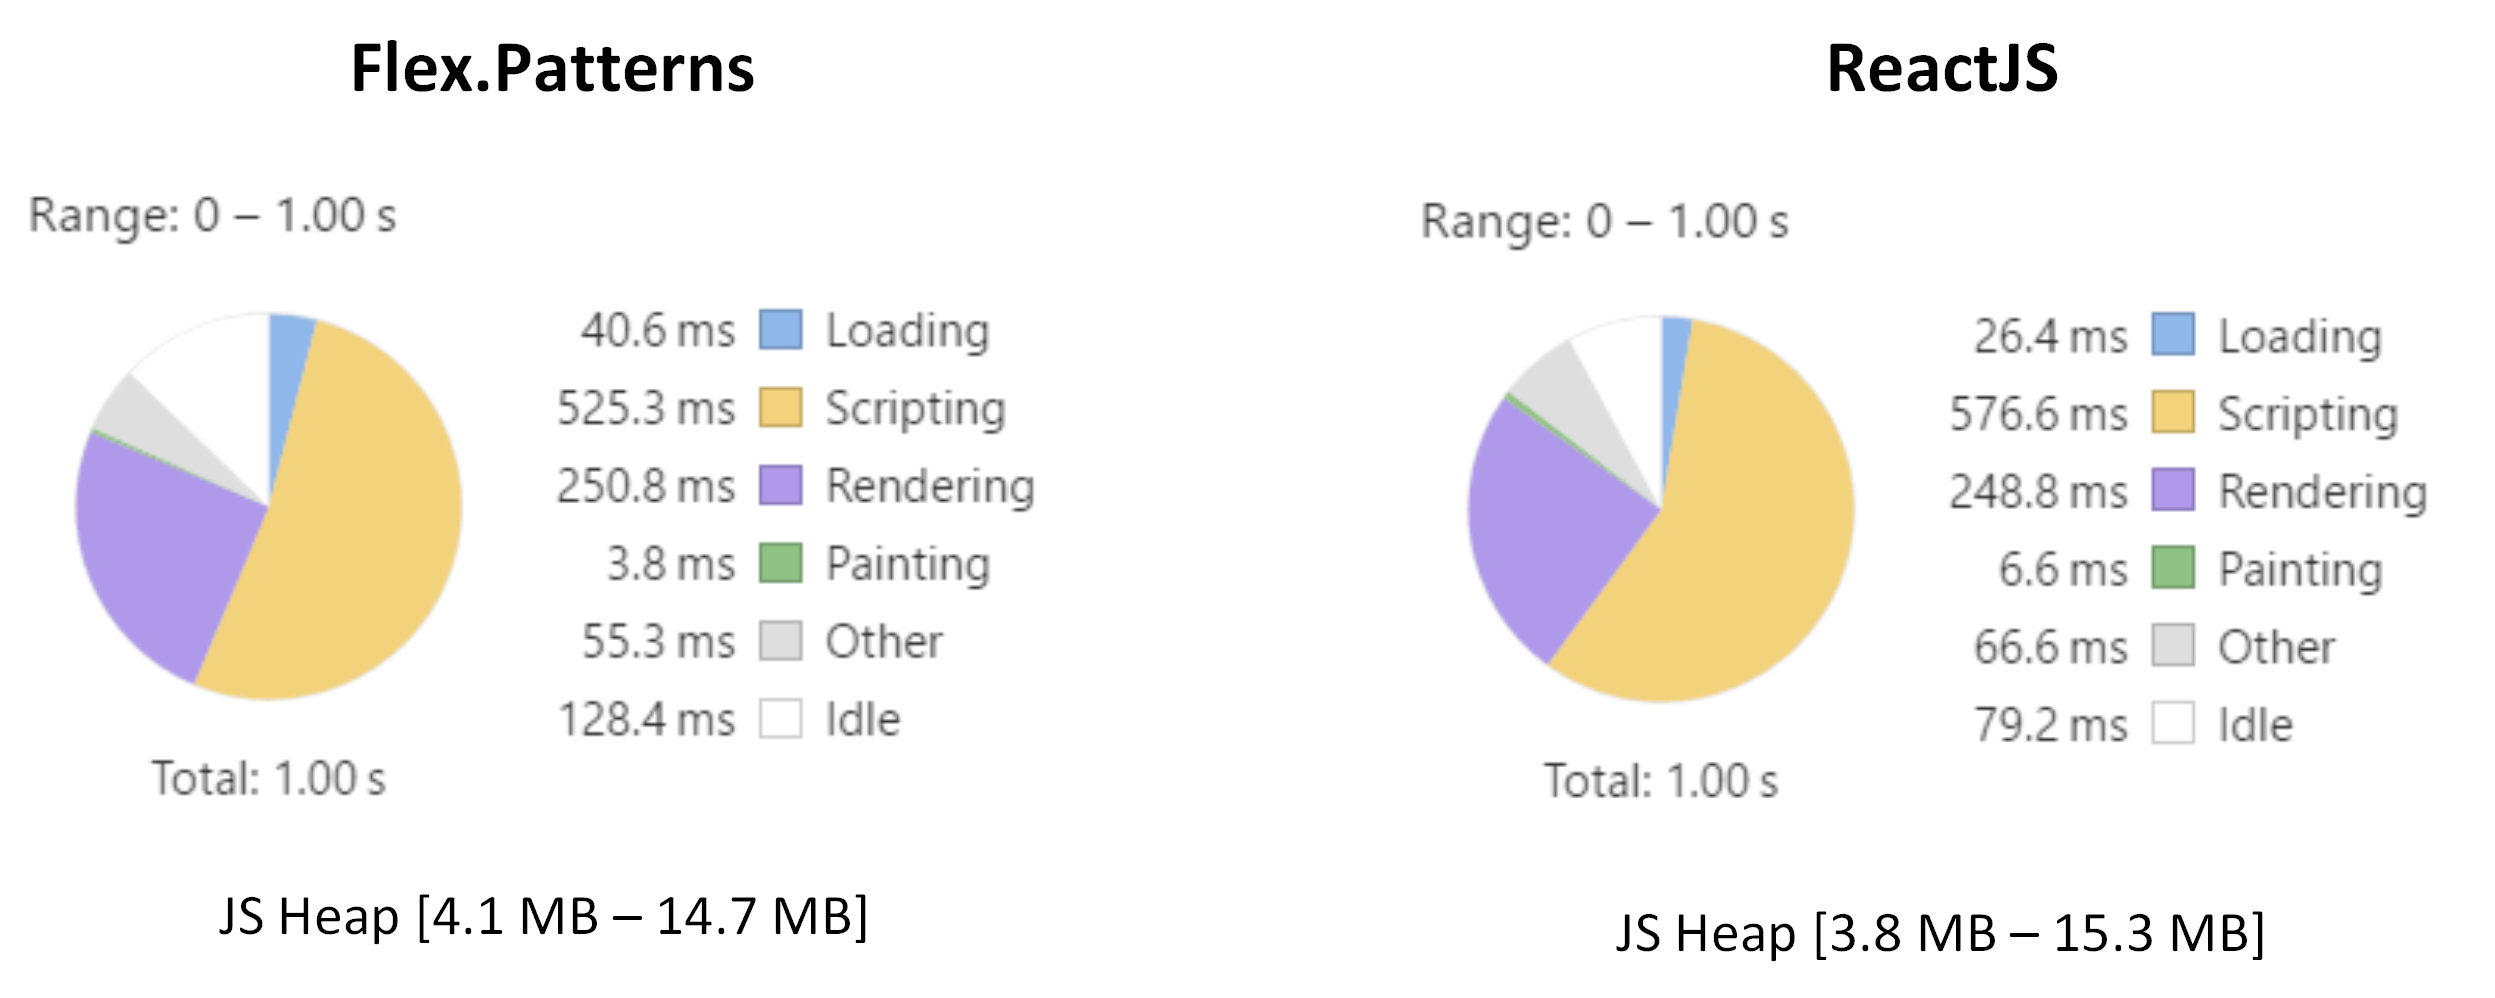 Flex.Patterns
Range: 0 – 1.00 s
40.6 ms Loading
525.3 ms Scripting
250.8 ms Rendering
3.8 ms Painting
55.3 ms Other
128.4 ms Idle
Total: 1.00 s
JS Heap [4.1 MB – 14.7 MB]
ReactJS
Range: 0 – 1.00 s
26.4 ms Loading
576.6 ms Scripting
248.8 ms Rendering
6.6 ms Painting
66.6 ms Other
79.2 ms Idle
Total: 1.00 s
JS Heap [3.8 MB – 15.3 MB]